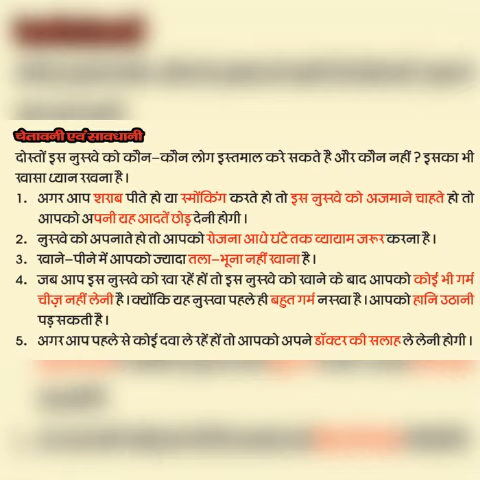 चेतावनी एवं सावधानी
दोस्तों इस नुस्खे को कौन-कौन लोग इस्तमाल करे सकते है और कौन नहीं ? इसका भी
खासा ध्यान रखना है ।
1. अगर आप शराब पीते हो या स्मोकिंग करते हो तो इस नुस्खे को अजमाने चाहते हो तो
आपको अपनी यह आदतें छोड़ देनी होगी ।
2. नुस्खे को अपनाते हो तो आपको रोजना आधे घंटे तक व्यायाम जरूर करना है ।
3. खाने-पीने में आपको ज्यादा तला-भूना नहीं खाना है ।
4. जब आप इस नुस्खे को खा रहें हों तो इस नुस्खे को खाने के बाद आपको कोई भी गर्म
चीज़ नहीं लेनी है । क्योंकि यह नुस्खा पहले ही बहुत गर्म नस्खा है । आपको हानि उठानी
पड़ सकती है ।
5. अगर आप पहले से कोई दवा ले रहें हों तो आपको अपने डॉक्टर की सलाह ले लेनी होगी ।